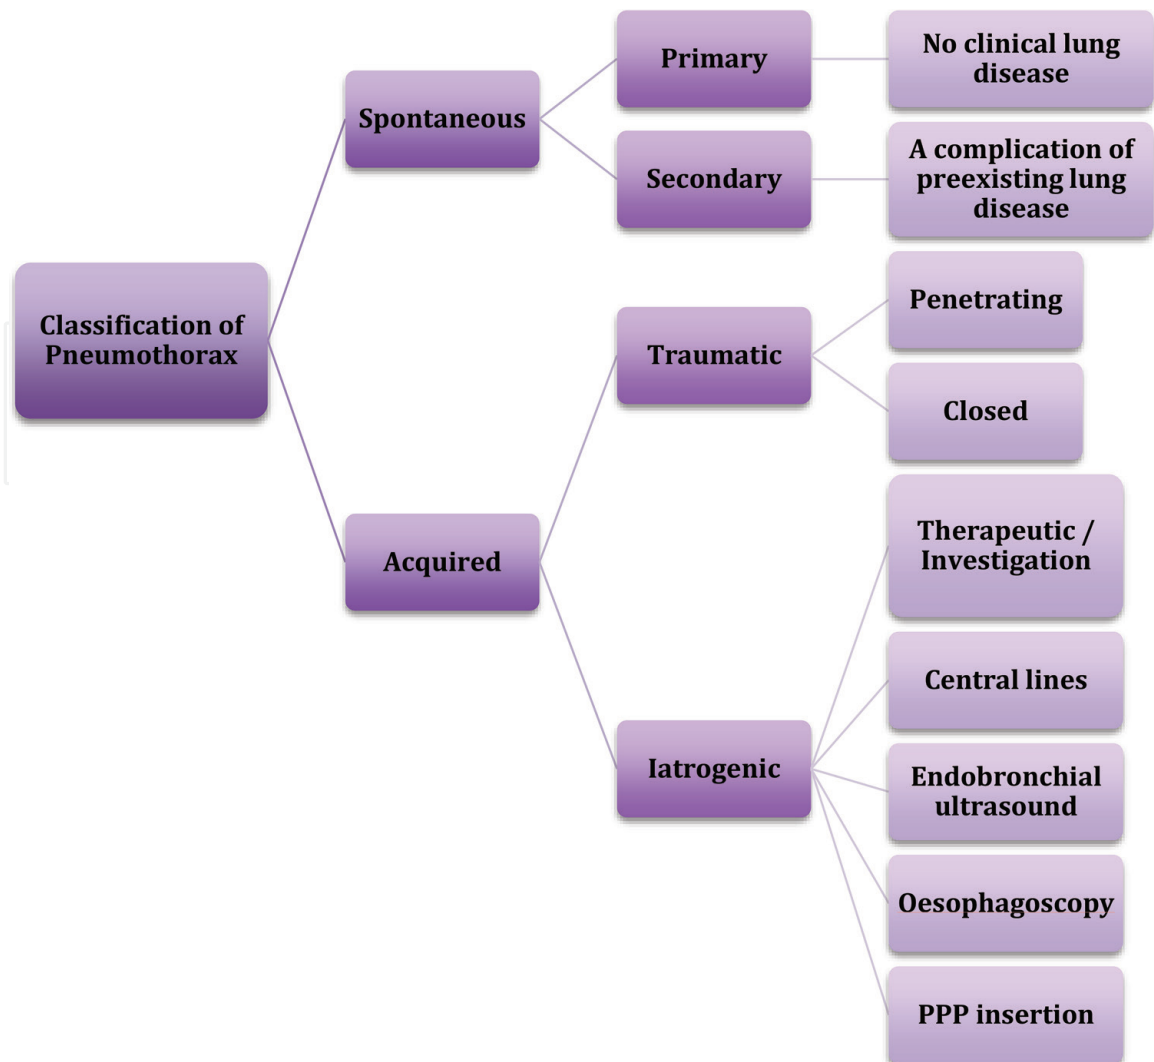 Classification of
Pneumothorax
Spontaneous
Primary
No clinical lung
disease
Secondary
A complication of
preexisting lung
disease
Acquired
Traumatic
Penetrating
Closed
Iatrogenic
Therapeutic /
Investigation
Central lines
Endobronchial
ultrasound
Oesophagoscopy
PPP insertion